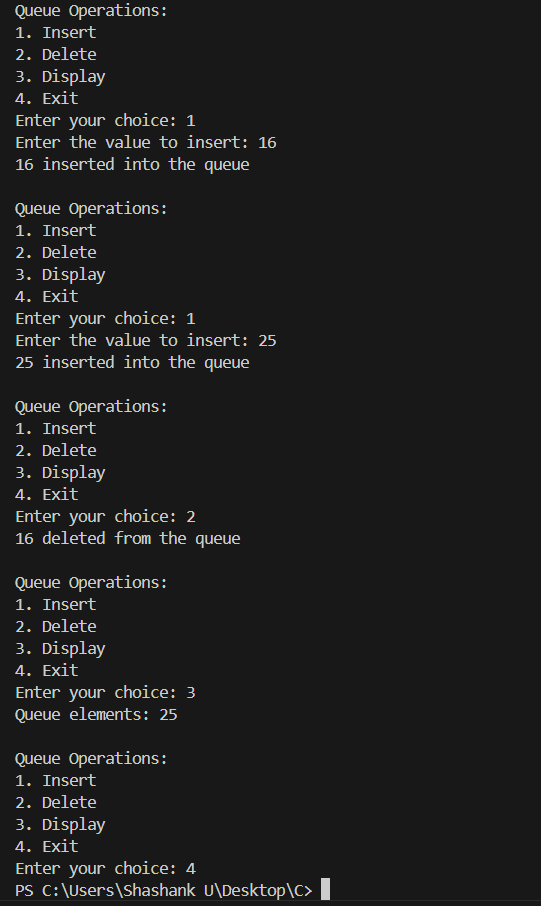 Queue Operations:
1. Insert
2. Delete
3. Display
4. Exit
Enter your choice: 1
Enter the value to insert: 16
16 inserted into the queue

Queue Operations:
1. Insert
2. Delete
3. Display
4. Exit
Enter your choice: 1
Enter the value to insert: 25
25 inserted into the queue

Queue Operations:
1. Insert
2. Delete
3. Display
4. Exit
Enter your choice: 2
16 deleted from the queue

Queue Operations:
1. Insert
2. Delete
3. Display
4. Exit
Enter your choice: 3
Queue elements: 25

Queue Operations:
1. Insert
2. Delete
3. Display
4. Exit
Enter your choice: 4
PS C:\Users\Shashank U\Desktop\C>